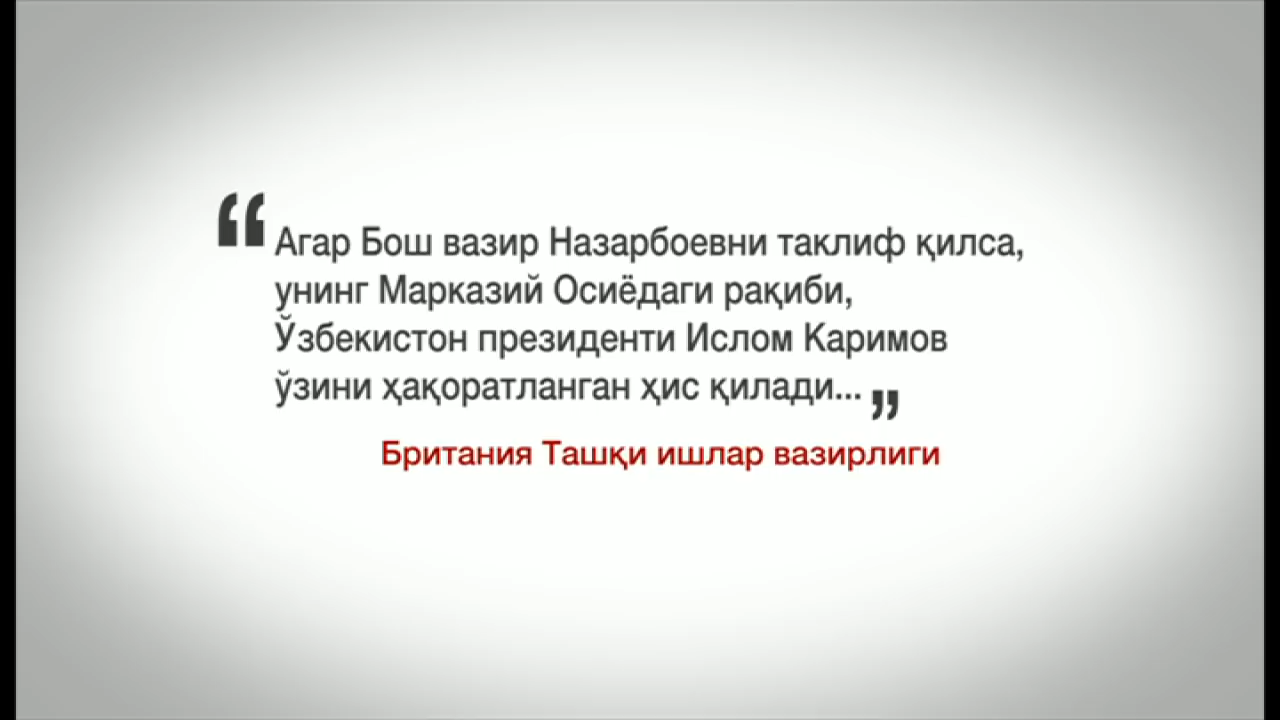 “Агар Бош вазир Назарбоевни таклиф қилса,
унинг Марказий Осиёдаги рақиби,
Ўзбекистон президенти Ислом Каримов
ўзини ҳақоратланган ҳис қилади...”
Британия Ташқи ишлар вазирлиги